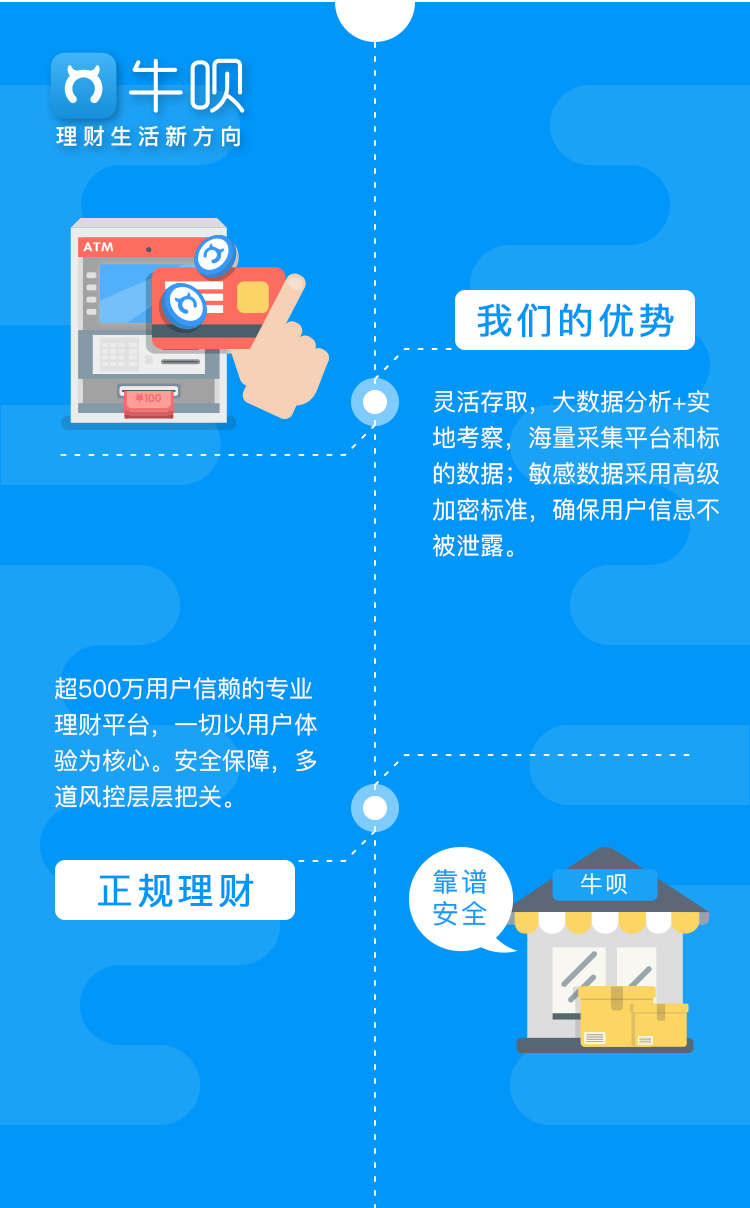 牛呗
理财生活新方向
ATM
¥100
我们的优势
灵活存取，大数据分析+实
地考察，海量采集平台和标
的数据；敏感数据采用高级
加密标准，确保用户信息不
被泄露。
超500万用户信赖的专业
理财平台，一切以用户体
验为核心。安全保障，多
道风控层层把关。
正规理财
靠谱
安全
牛呗